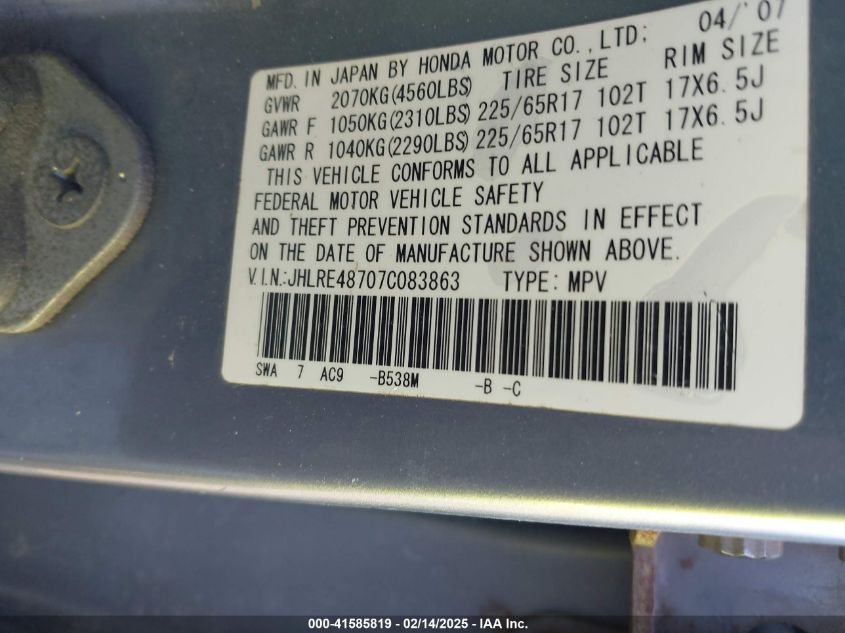 MFD. IN JAPAN BY HONDA MOTOR CO., LTD; 04/'07
GVWR 2070KG(4560LBS) TIRE SIZE RIM SIZE
GAWR F 1050KG(2310LBS) 225/65R17 102T 17X6.5J
GAWR R 1040KG(2290LBS) 225/65R17 102T 17X6.5J
THIS VEHICLE CONFORMS TO ALL APPLICABLE
FEDERAL MOTOR VEHICLE SAFETY
AND THEFT PREVENTION STANDARDS IN EFFECT
ON THE DATE OF MANUFACTURE SHOWN ABOVE.
V.I.N.:JHLRE48707C083863 TYPE: MPV
SWA 7 AC9 -B538M -B -C
000-41585819 - 02/14/2025 - IAA Inc.